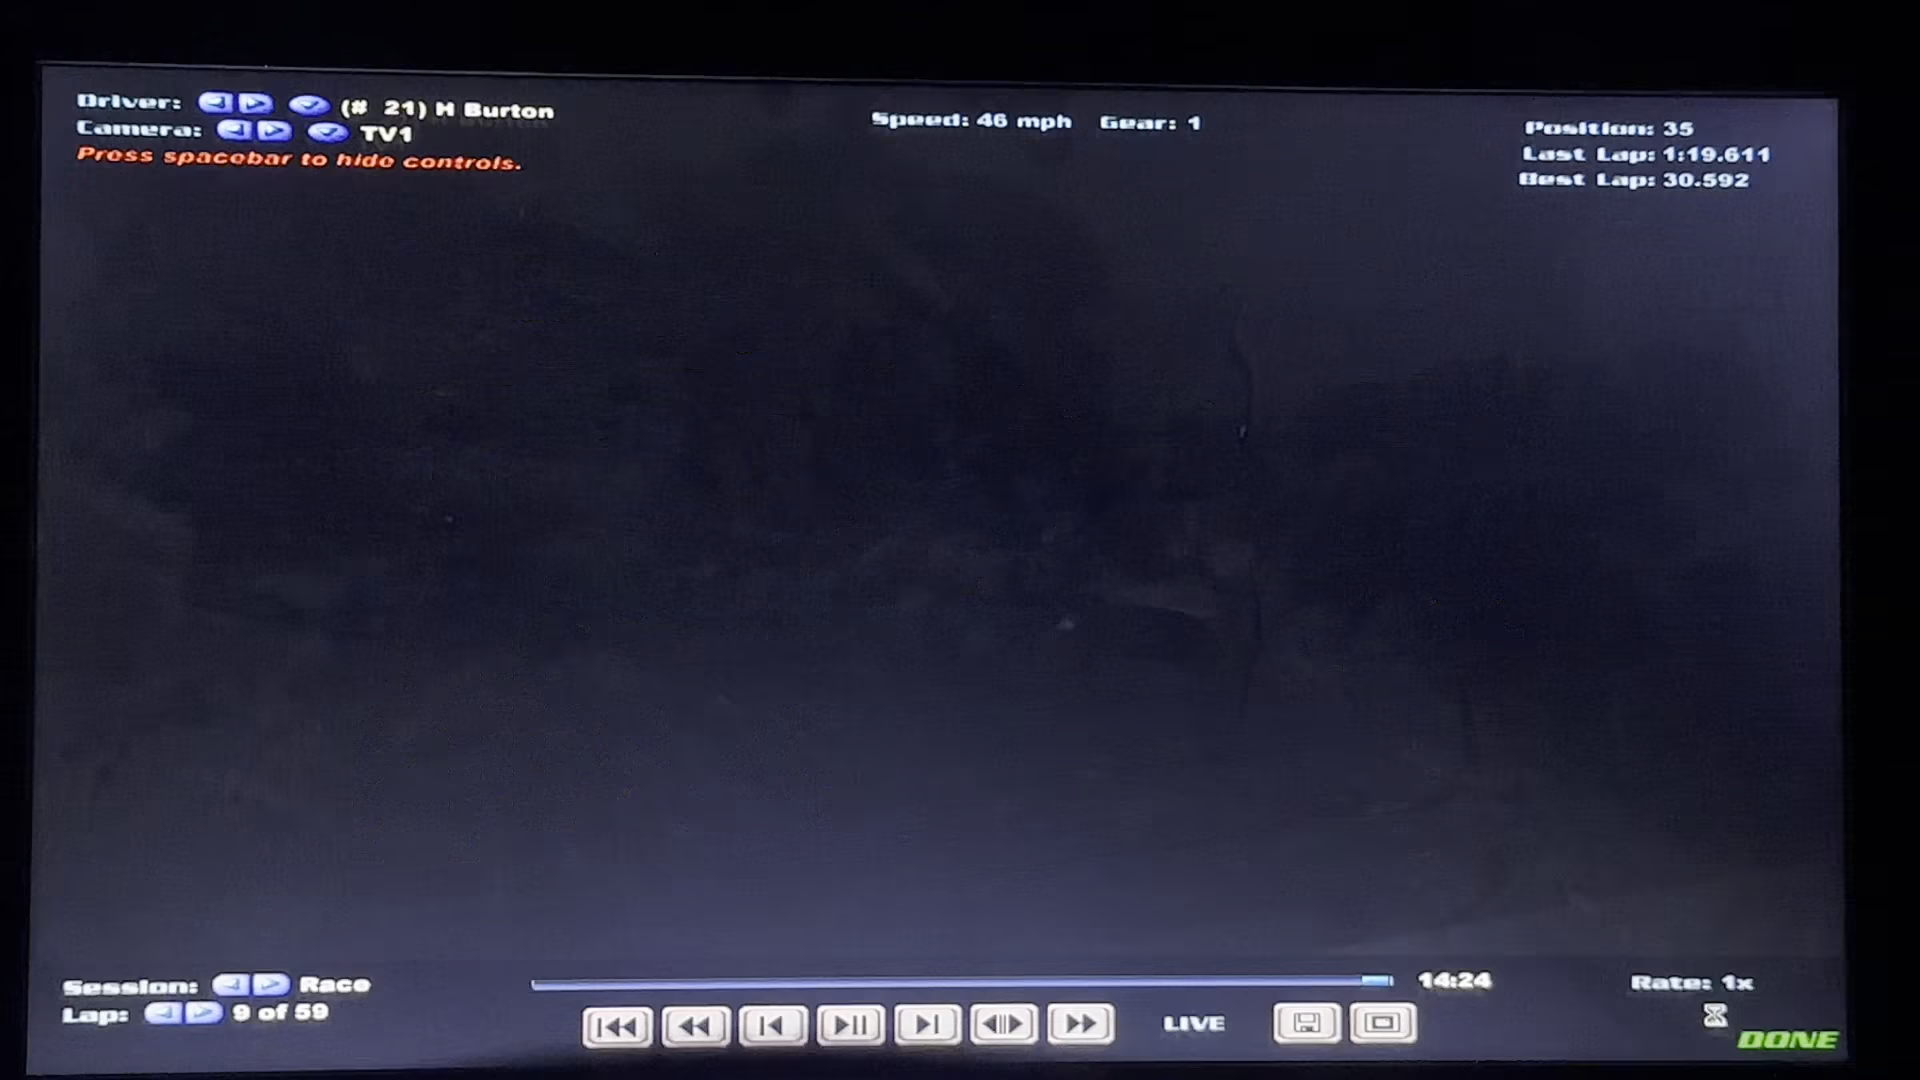 Driver: (# 21) H Burton
Camera: TV1
Press spacebar to hide controls.
Speed: 46 mph Gear: 1
Position: 35
Last Lap: 1:19.611
Best Lap: 30.592
Session: Race
Lap: 9 of 59
14:24
LIVE
Rate: 1x
DONE